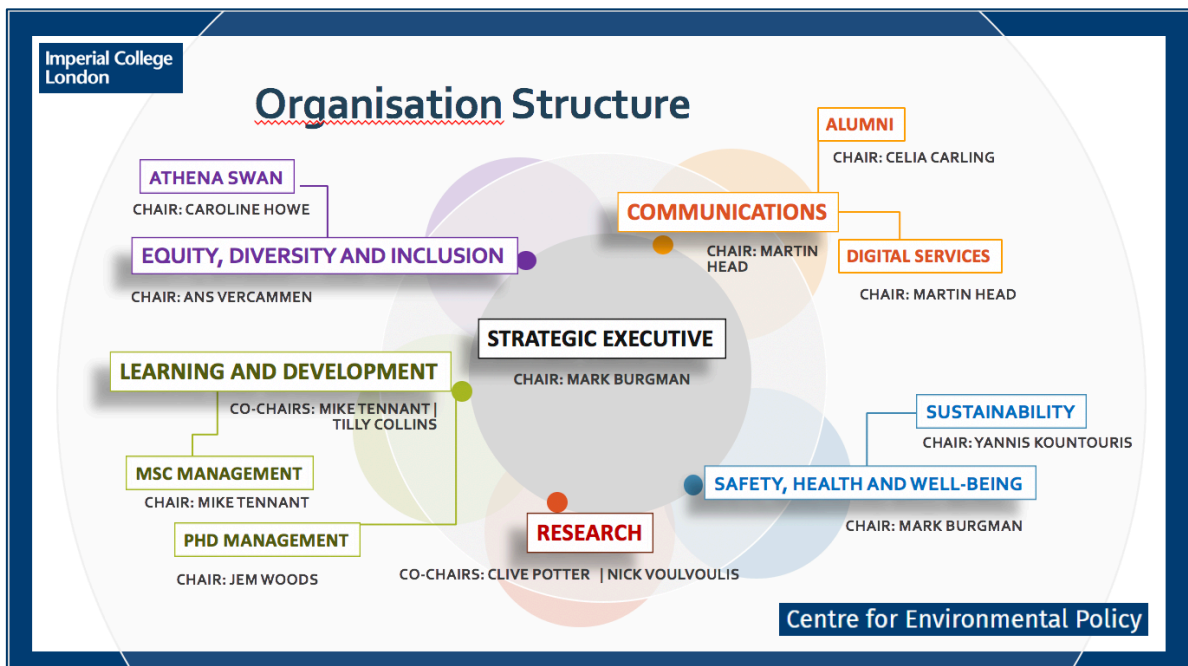 Imperial College
London
Organisation Structure
ALUMNI
CHAIR: CELIA CARLING
ATHENA SWAN
CHAIR: CAROLINE HOWE
COMMUNICATIONS
CHAIR: MARTIN
HEAD
EQUITY, DIVERSITY AND INCLUSION
CHAIR: ANS VERCAMMEN
DIGITAL SERVICES
CHAIR: MARTIN HEAD
STRATEGIC EXECUTIVE
CHAIR: MARK BURGMAN
LEARNING AND DEVELOPMENT
CO-CHAIRS: MIKE TENNANT |
TILLY COLLINS
SUSTAINABILITY
CHAIR: YANNIS KOUNTOURIS
MSC MANAGEMENT
CHAIR: MIKE TENNANT
SAFETY, HEALTH AND WELL-BEING
CHAIR: MARK BURGMAN
PHD MANAGEMENT
CHAIR: JEM WOODS
RESEARCH
CO-CHAIRS: CLIVE POTTER | NICK VOULVOULIS
Centre for Environmental Policy